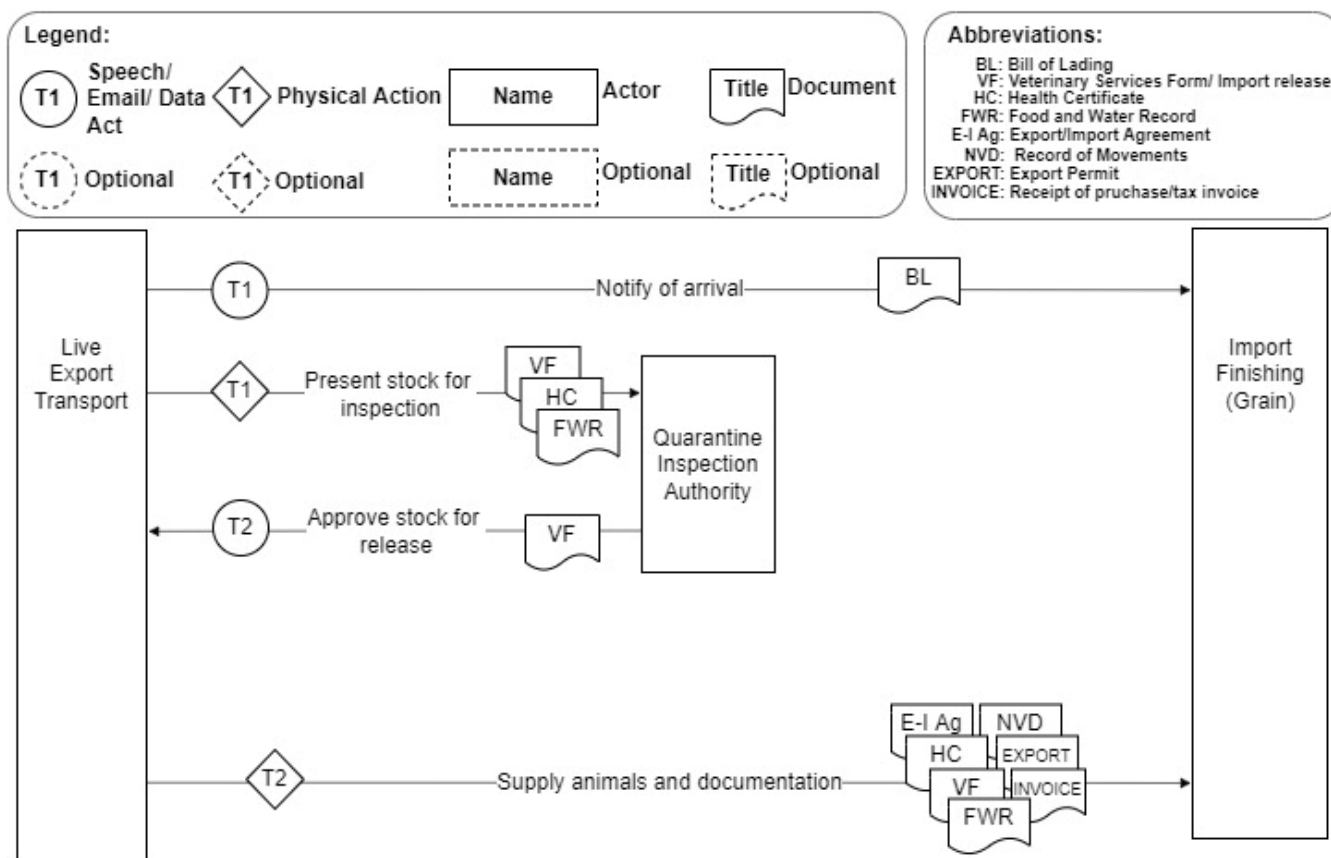 Legend:
T1
Speech/
Email/ Data
Act
T1
Physical Action
Name
Actor
Title
Document
T1
Optional
T1
Optional
Name
Optional
Title
Optional
Abbreviations:
BL: Bill of Lading
VF: Veterinary Services Form/ Import release
HC: Health Certificate
FWR: Food and Water Record
E-I Ag: Export/Import Agreement
NVD: Record of Movements
EXPORT: Export Permit
INVOICE: Receipt of pruchase/tax invoice
Live
Export
Transport
T1
Notify of arrival
BL
Import
Finishing
(Grain)
T1
Present stock for
inspection
VF
HC
FWR
Quarantine
Inspection
Authority
T2
Approve stock for
release
VF
T2
Supply animals and documentation
E-I Ag
NVD
HC
EXPORT
VF
INVOICE
FWR